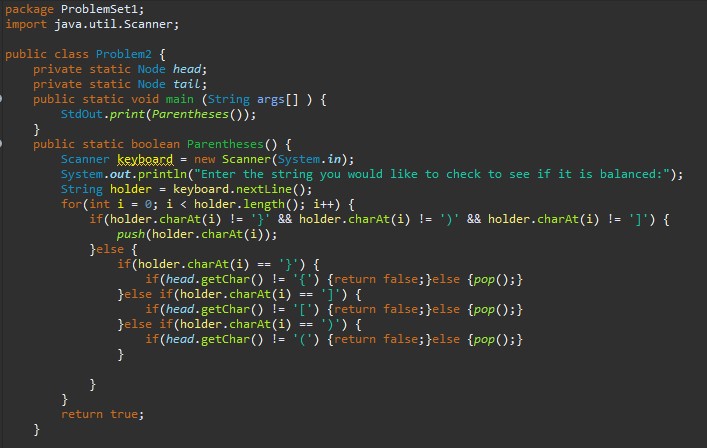 package ProblemSet1;
import java.util.Scanner;

public class Problem2 {
    private static Node head;
    private static Node tail;
    public static void main (String args[] ) {
        StdOut.print(Parentheses());
    }
    public static boolean Parentheses() {
        Scanner keyboard = new Scanner(System.in);
        System.out.println("Enter the string you would like to check to see if it is balanced:");
        String holder = keyboard.nextLine();
        for(int i = 0; i < holder.length(); i++) {
            if(holder.charAt(i) != '}' && holder.charAt(i) != ')' && holder.charAt(i) != ']') {
                push(holder.charAt(i));
            }else {
                if(holder.charAt(i) == '}') {
                    if(head.getChar() != '{') {return false;}else {pop();}
                }else if(holder.charAt(i) == ']') {
                    if(head.getChar() != '[') {return false;}else {pop();}
                }else if(holder.charAt(i) == ')') {
                    if(head.getChar() != '(') {return false;}else {pop();}
                }

            }
        }
        return true;
    }